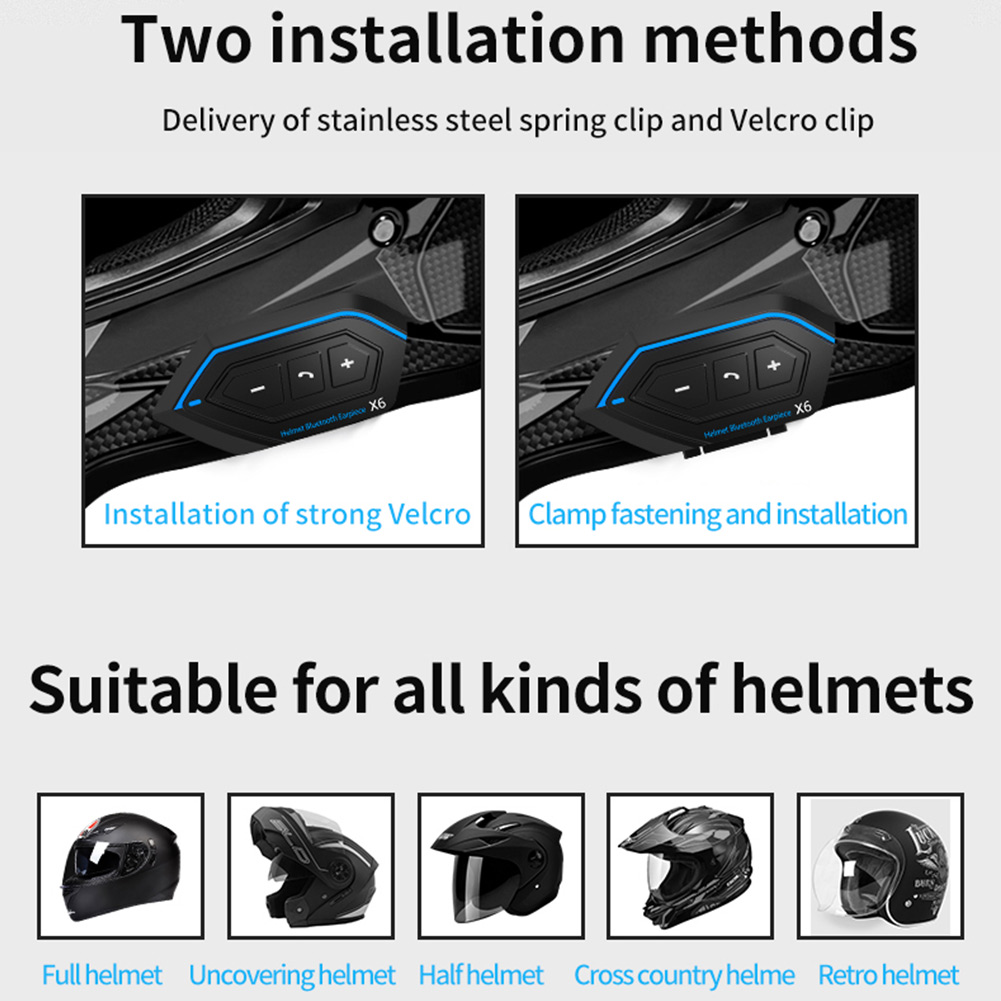 Two installation methods
Delivery of stainless steel spring clip and Velcro clip
X6
Helmet Bluetooth Earpiece
Installation of strong Velcro
X6
Helmet Bluetooth Earpiece
Clamp fastening and installation
Suitable for all kinds of helmets
Full helmet
Uncovering helmet
Half helmet
Cross country helme
Retro helmet